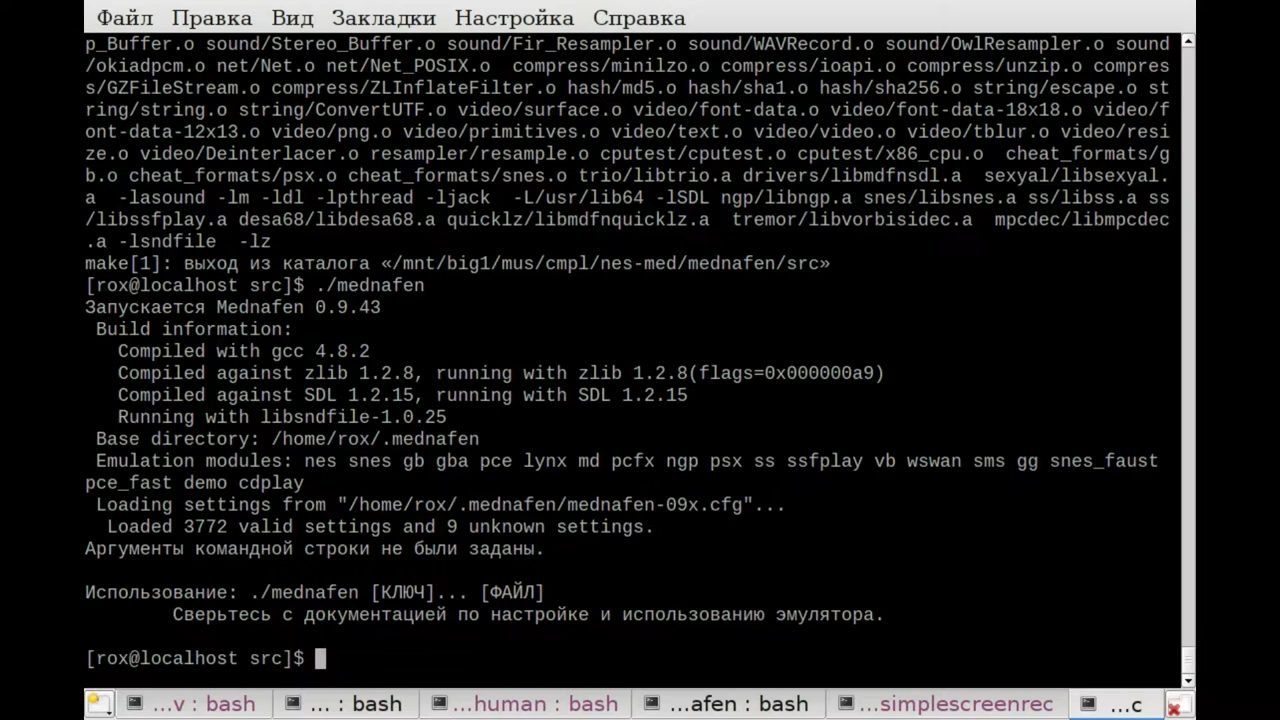 Файл Правка Вид Закладки Настройка Справка
p_Buffer.o sound/Stereo_Buffer.o sound/Fir_Resampler.o sound/WAVRecord.o sound/OwlResampler.o sound
/okiadpcm.o net/Net.o net/Net_POSIX.o  compress/minilzo.o compress/ioapi.o compress/unzip.o compres
s/GZFileStream.o compress/ZLInflateFilter.o hash/md5.o hash/sha1.o hash/sha256.o string/escape.o st
ring/string.o string/ConvertUTF.o video/surface.o video/font-data.o video/font-data-18x18.o video/f
ont-data-12x13.o video/png.o video/primitives.o video/text.o video/video.o video/tblur.o video/resi
ze.o video/Deinterlacer.o resampler/resample.o cputest/cputest.o cputest/x86_cpu.o  cheat_formats/g
b.o cheat_formats/psx.o cheat_formats/snes.o trio/libtrio.a drivers/libmdfnsdl.a  sexyal/libsexyal.
a  -lasound -lm -ldl -lpthread -ljack  -L/usr/lib64 -lSDL ngp/libngp.a snes/libsnes.a ss/libss.a ss
/libssfplay.a desa68/libdesa68.a quicklz/libmdfnquicklz.a  tremor/libvorbisidec.a  mpcdec/libmpcdec
.a -lsndfile  -lz
make[1]: выход из каталога «/mnt/big1/mus/cmpl/nes-med/mednafen/src»
[rox@localhost src]$ ./mednafen
Запускается Mednafen 0.9.43
Build information:
Compiled with gcc 4.8.2
Compiled against zlib 1.2.8, running with zlib 1.2.8(flags=0x000000a9)
Compiled against SDL 1.2.15, running with SDL 1.2.15
Running with libsndfile-1.0.25
Base directory: /home/rox/.mednafen
Emulation modules: nes snes gb gba pce lynx md pcfx ngp psx ss ssfplay vb wswan sms gg snes_faust
pce_fast demo cdplay
Loading settings from "/home/rox/.mednafen/mednafen-09x.cfg"...
Loaded 3772 valid settings and 9 unknown settings.
Аргументы командной строки не были заданы.
Использование: ./mednafen [КЛЮЧ]... [ФАЙЛ]
Сверьтесь с документацией по настройке и использованию эмулятора.
[rox@localhost src]$
...v : bash ... : bash ...human : bash ...afen : bash ...simplescreenrec ...c